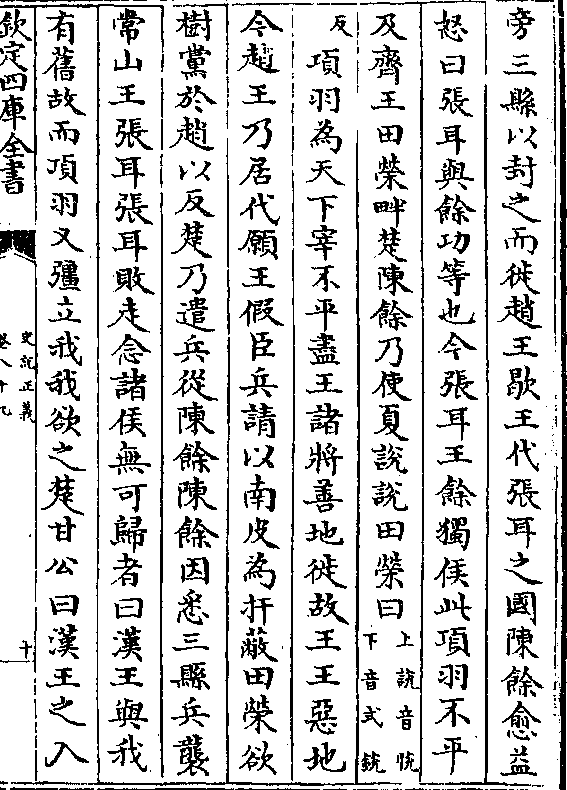 旁三縣以封之而徙趙王歇王代張耳之國陳餘愈益
怒曰張耳與餘功等也今張耳王餘獨侯此項羽不平
及齊王田榮畔楚陳餘乃使夏說說田榮曰上說音恱下音式銳
反項羽為天下宰不平盡王諸將善地徙故王王惡地
今趙王乃居代願王假臣兵請以南皮為扞蔽田榮欲
樹黨於趙以反楚乃遣兵從陳餘陳餘因悉三縣兵襲
常山王張耳張耳敗走念諸侯無可歸者曰漢王與我
有舊故而項羽又彊立我我欲之楚甘公曰漢王之入
欽定四庫全書
史記正義
卷八十九
十